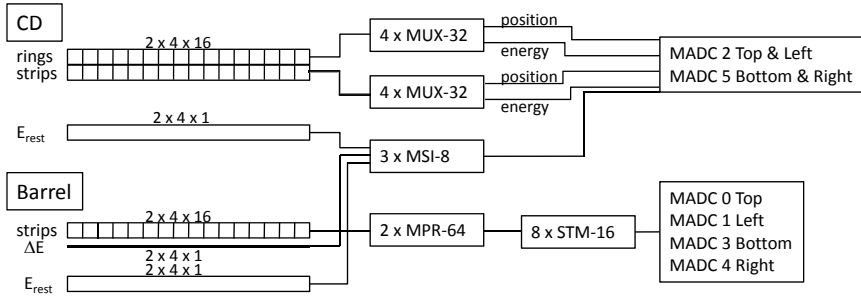 CD
2 x 4 x 16
rings
strips
4 x MUX-32
position
energy
4 x MUX-32
position
energy
MADC 2 Top & Left
MADC 5 Bottom & Right
2 x 4 x 1
E_rest
3 x MSI-8
Barrel
2 x 4 x 16
strips
ΔE
2 x 4 x 1
2 x 4 x 1
E_rest
2 x MPR-64
8 x STM-16
MADC 0 Top
MADC 1 Left
MADC 3 Bottom
MADC 4 Right